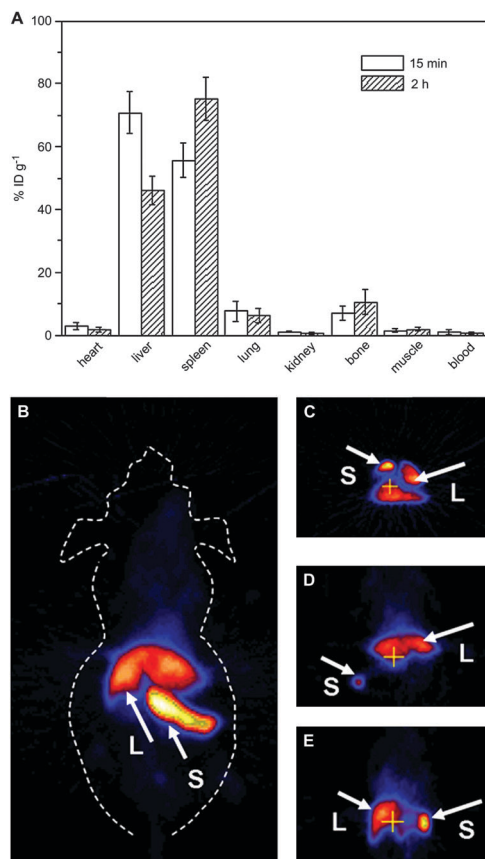 A
100
80
60
40
20
0
% ID g⁻¹
15 min
2 h
heart
liver
spleen
lung
kidney
bone
muscle
blood
B
L
S
C
S
L
D
L
S
E
L
S